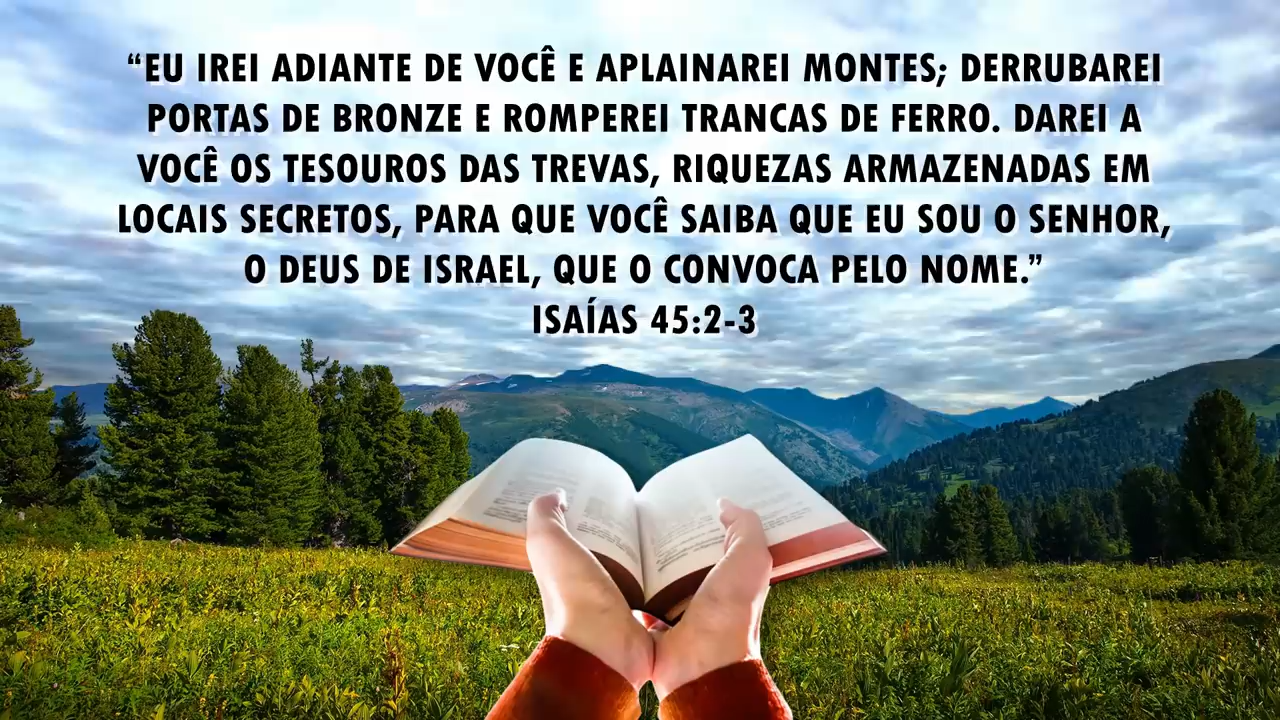 “EU IREI ADIANTE DE VOCÊ E APLAINAREI MONTES; DERRUBAREI
PORTAS DE BRONZE E ROMPEREI TRANCAS DE FERRO. DAREI A
VOCÊ OS TESOUROS DAS TREVAS, RIQUEZAS ARMAZENADAS EM
LOCAIS SECRETOS, PARA QUE VOCÊ SAIBA QUE EU SOU O SENHOR,
O DEUS DE ISRAEL, QUE O CONVOCA PELO NOME.”
ISAÍAS 45:2-3